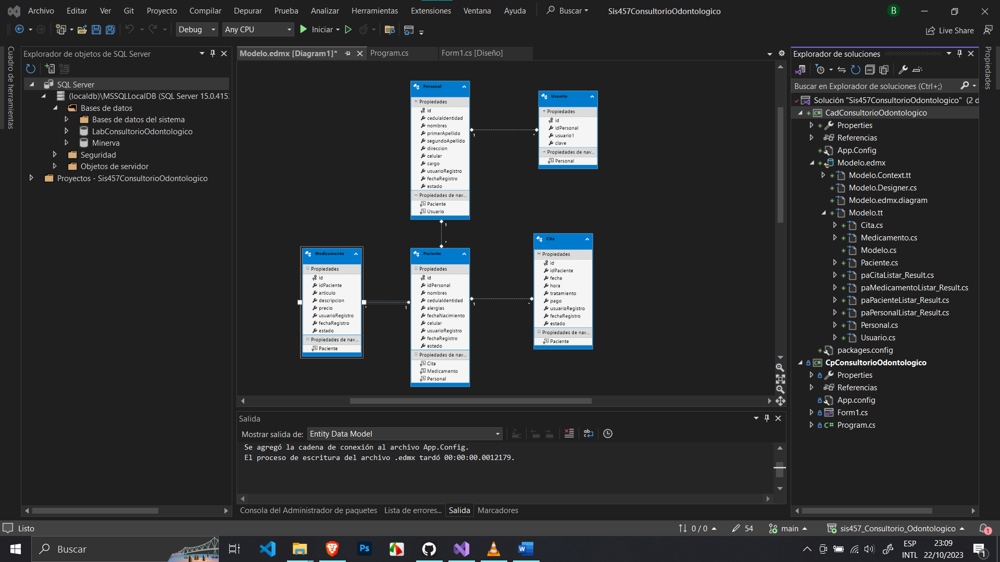 Archivo Editar Ver Git Proyecto Compilar Depurar Prueba Analizar Herramientas Extensiones Ventana Ayuda Buscar Sis457ConsultorioOdontologico B
Debug Any CPU Iniciar Live Share
Cuadro de herramientas
Explorador de objetos de SQL Server
SQL Server
(localdb)\MSSQLLocalDB (SQL Server 15.0.415
Bases de datos
Bases de datos del sistema
LabConsultorioOdontologico
Minerva
Seguridad
Objetos de servidor
Proyectos - Sis457ConsultorioOdontologico
Modelo.edmx [Diagram1]* Program.cs Form1.cs [Diseño]
Personal
Propiedades
id
cedulaIdentidad
nombres
primerApellido
segundoApellido
direccion
celular
cargo
usuarioRegistro
fechaRegistro
estado
Propiedades de nav...
Paciente
Usuario
1 *
Usuario
Propiedades
id
idPersonal
usuario1
clave
Propiedades de nav...
Personal
1
*
Medicamento
Propiedades
id
idPaciente
articulo
descripcion
precio
usuarioRegistro
fechaRegistro
estado
Propiedades de nav...
Paciente
* 1
Paciente
Propiedades
id
idPersonal
nombres
cedulaIdentidad
alergias
fechaNacimiento
celular
usuarioRegistro
fechaRegistro
estado
Propiedades de nav...
Cita
Medicamento
Personal
1 *
Cita
Propiedades
id
idPaciente
fecha
hora
tratamiento
pago
usuarioRegistro
fechaRegistro
estado
Propiedades de nav...
Paciente
Salida
Mostrar salida de: Entity Data Model
Se agregó la cadena de conexión al archivo App.Config.
El proceso de escritura del archivo .edmx tardó 00:00:00.0012179.
Consola del Administrador de paquetes Lista de errores... Salida Marcadores
Explorador de soluciones
Buscar en Explorador de soluciones (Ctrl+;)
Solución "Sis457ConsultorioOdontologico" (2 d
CadConsultorioOdontologico
Properties
Referencias
App.Config
Modelo.edmx
Modelo.Context.tt
Modelo.Designer.cs
Modelo.edmx.diagram
Modelo.tt
Cita.cs
Medicamento.cs
Modelo.cs
Paciente.cs
paCitaListar_Result.cs
paMedicamentoListar_Result.cs
paPacienteListar_Result.cs
paPersonalListar_Result.cs
Personal.cs
Usuario.cs
packages.config
CpConsultorioOdontologico
Properties
Referencias
App.config
Form1.cs
Program.cs
Propiedades
Listo 0 / 0 54 main sis457_Consultorio_Odontologico 1
Buscar ESP INTL 23:09 22/10/2023 1